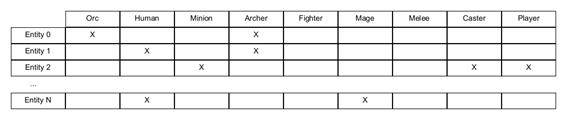 Orc Human Minion Archer Fighter Mage Melee Caster Player
Entity 0 X X
Entity 1 X X
Entity 2 X X X
...
Entity N X X